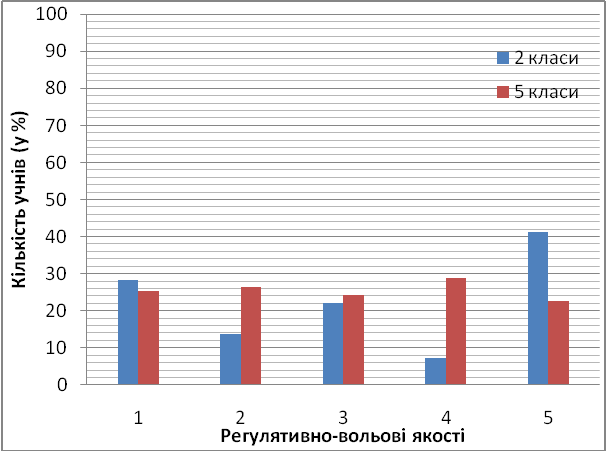 Кількість учнів (у %)
100
90
80
70
60
50
40
30
20
10
0
2 класи
5 класи
1 2 3 4 5
Регулятивно-вольові якості